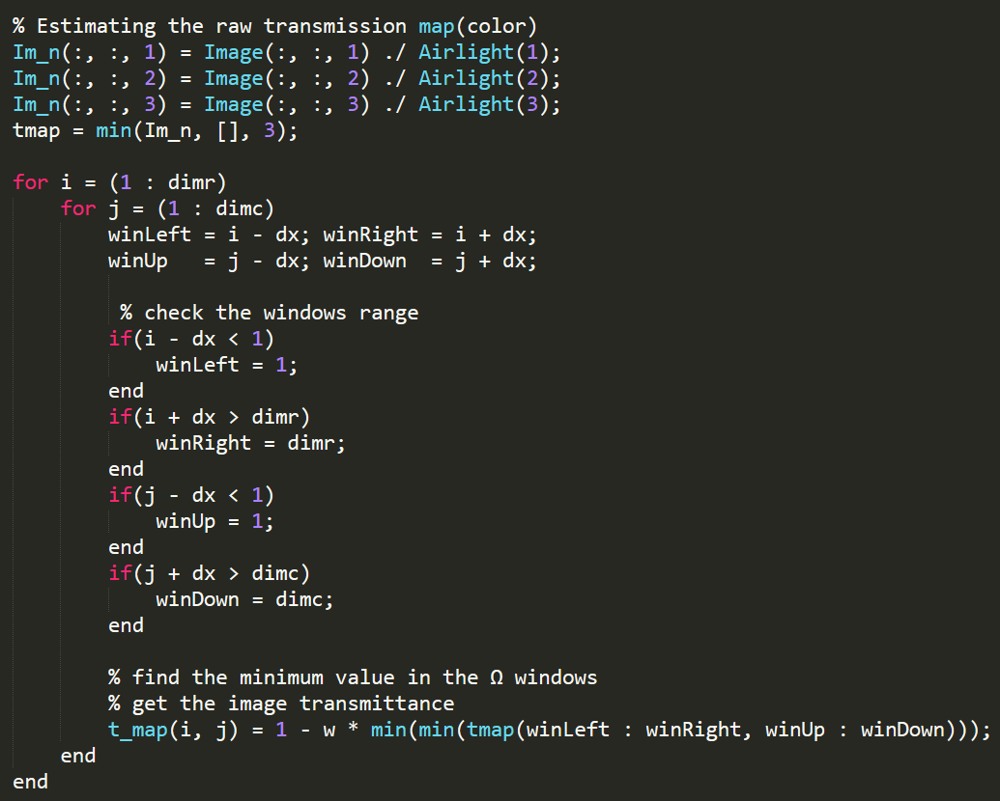 % Estimating the raw transmission map(color)
Im_n(:, :, 1) = Image(:, :, 1) ./ Airlight(1);
Im_n(:, :, 2) = Image(:, :, 2) ./ Airlight(2);
Im_n(:, :, 3) = Image(:, :, 3) ./ Airlight(3);
tmap = min(Im_n, [], 3);
for i = (1 : dimr)
    for j = (1 : dimc)
        winLeft = i - dx; winRight = i + dx;
        winUp   = j - dx; winDown  = j + dx;
         % check the windows range
        if(i - dx < 1)
            winLeft = 1;
        end
        if(i + dx > dimr)
            winRight = dimr;
        end
        if(j - dx < 1)
            winUp = 1;
        end
        if(j + dx > dimc)
            winDown = dimc;
        end
        % find the minimum value in the Ω windows
        % get the image transmittance
        t_map(i, j) = 1 - w * min(min(tmap(winLeft : winRight, winUp : winDown)));
    end
end